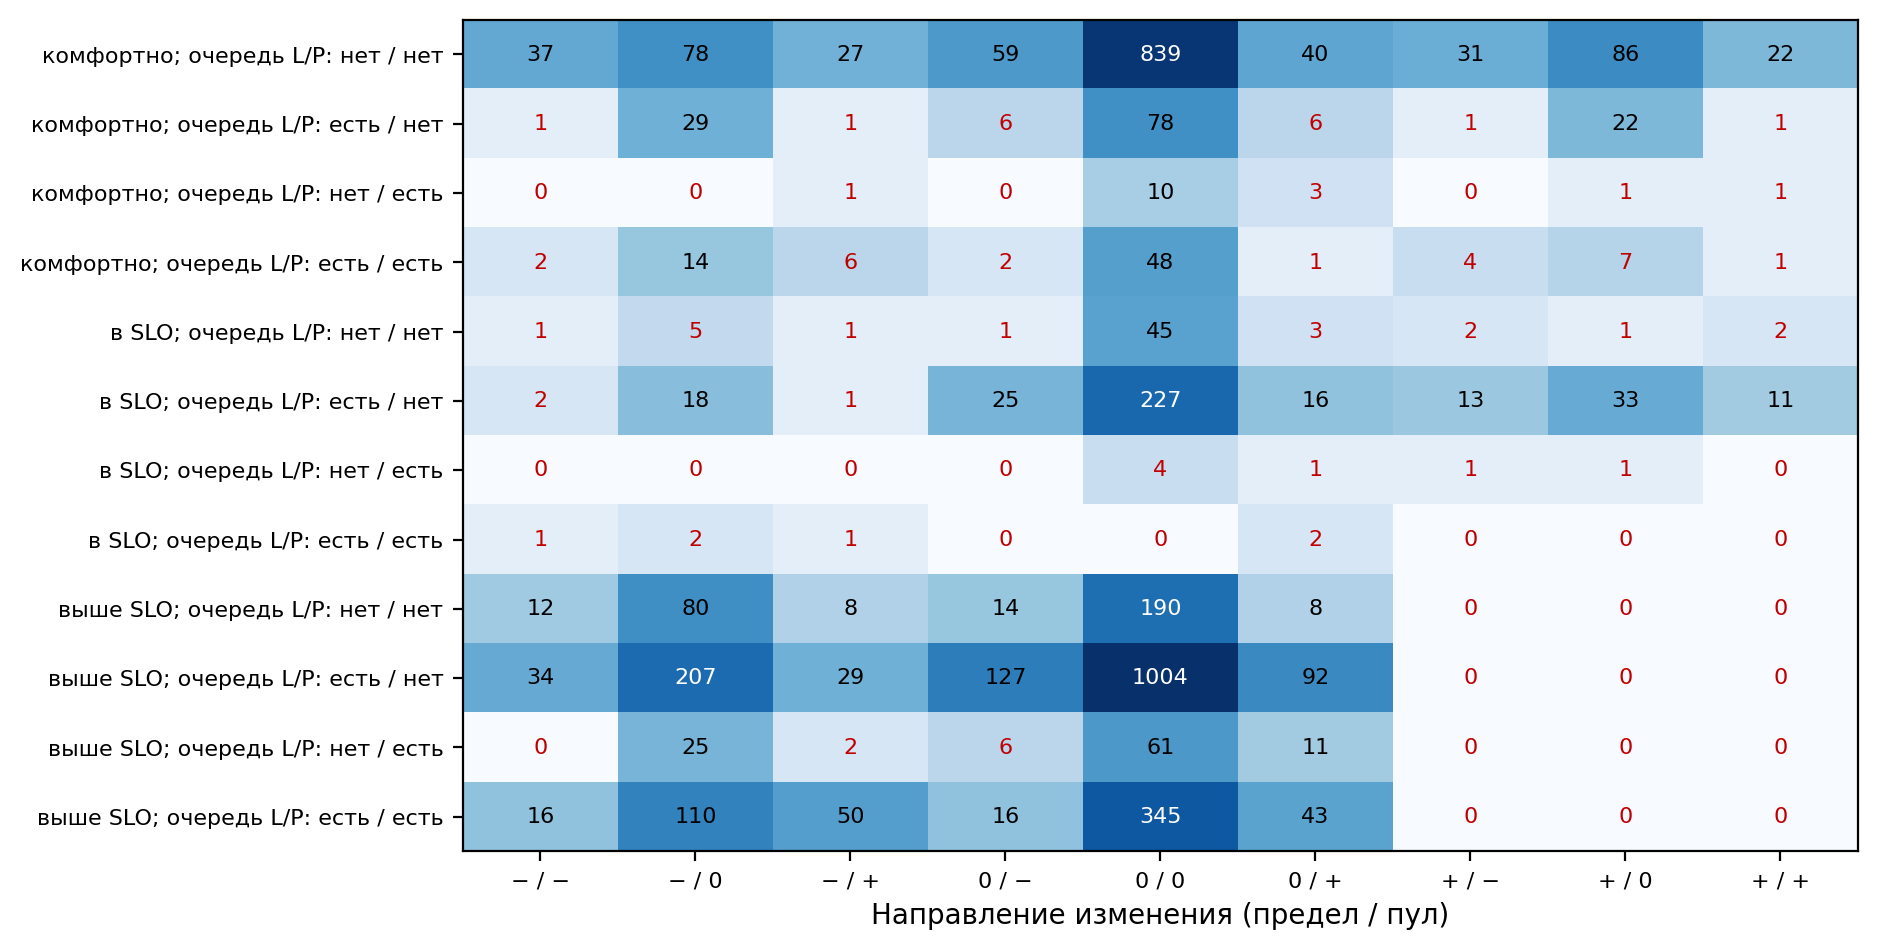 комфортно; очередь L/P: нет / нет 37 78 27 59 839 40 31 86 22
комфортно; очередь L/P: есть / нет 1 29 1 6 78 6 1 22 1
комфортно; очередь L/P: нет / есть 0 0 1 0 10 3 0 1 1
комфортно; очередь L/P: есть / есть 2 14 6 2 48 1 4 7 1
в SLO; очередь L/P: нет / нет 1 5 1 1 45 3 2 1 2
в SLO; очередь L/P: есть / нет 2 18 1 25 227 16 13 33 11
в SLO; очередь L/P: нет / есть 0 0 0 0 4 1 1 1 0
в SLO; очередь L/P: есть / есть 1 2 1 0 0 2 0 0 0
выше SLO; очередь L/P: нет / нет 12 80 8 14 190 8 0 0 0
выше SLO; очередь L/P: есть / нет 34 207 29 127 1004 92 0 0 0
выше SLO; очередь L/P: нет / есть 0 25 2 6 61 11 0 0 0
выше SLO; очередь L/P: есть / есть 16 110 50 16 345 43 0 0 0
− / − − / 0 − / + 0 / − 0 / 0 0 / + + / − + / 0 + / +
Направление изменения (предел / пул)